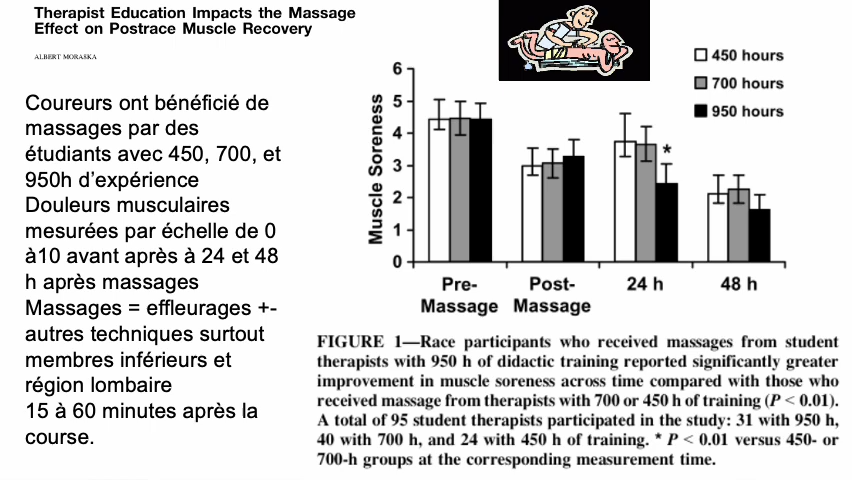 Therapist Education Impacts the Massage
Effect on Postrace Muscle Recovery
ALBERT MORASKA
Coureurs ont bénéficié de
massages par des
étudiants avec 450, 700, et
950h d’expérience
Douleurs musculaires
mesurées par échelle de 0
à10 avant après à 24 et 48
h après massages
Massages = effleurages +-
autres techniques surtout
membres inférieurs et
région lombaire
15 à 60 minutes après la
course.
450 hours
700 hours
950 hours
Muscle Soreness
6
5
4
3
2
1
0
*
Pre-
Massage
Post-
Massage
24 h
48 h
FIGURE 1—Race participants who received massages from student
therapists with 950 h of didactic training reported significantly greater
improvement in muscle soreness across time compared with those who
received massage from therapists with 700 or 450 h of training (P < 0.01).
A total of 95 student therapists participated in the study: 31 with 950 h,
40 with 700 h, and 24 with 450 h of training. * P < 0.01 versus 450- or
700-h groups at the corresponding measurement time.